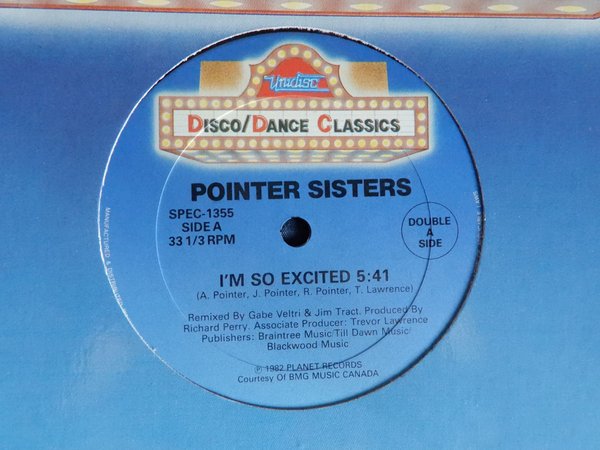 Unidisc
DISCO/DANCE CLASSICS
POINTER SISTERS
SPEC-1355
SIDE A
33 1/3 RPM
DOUBLE
A
SIDE
I'M SO EXCITED 5:41
(A. Pointer, J. Pointer, R. Pointer, T. Lawrence)
Remixed By Gabe Veltri & Jim Tract. Produced By
Richard Perry. Associate Producer: Trevor Lawrence
Publishers: Braintree Music/Till Dawn Music/
Blackwood Music
℗ 1982 PLANET RECORDS
Courtesy Of BMG MUSIC CANADA
MANUFACTURED &